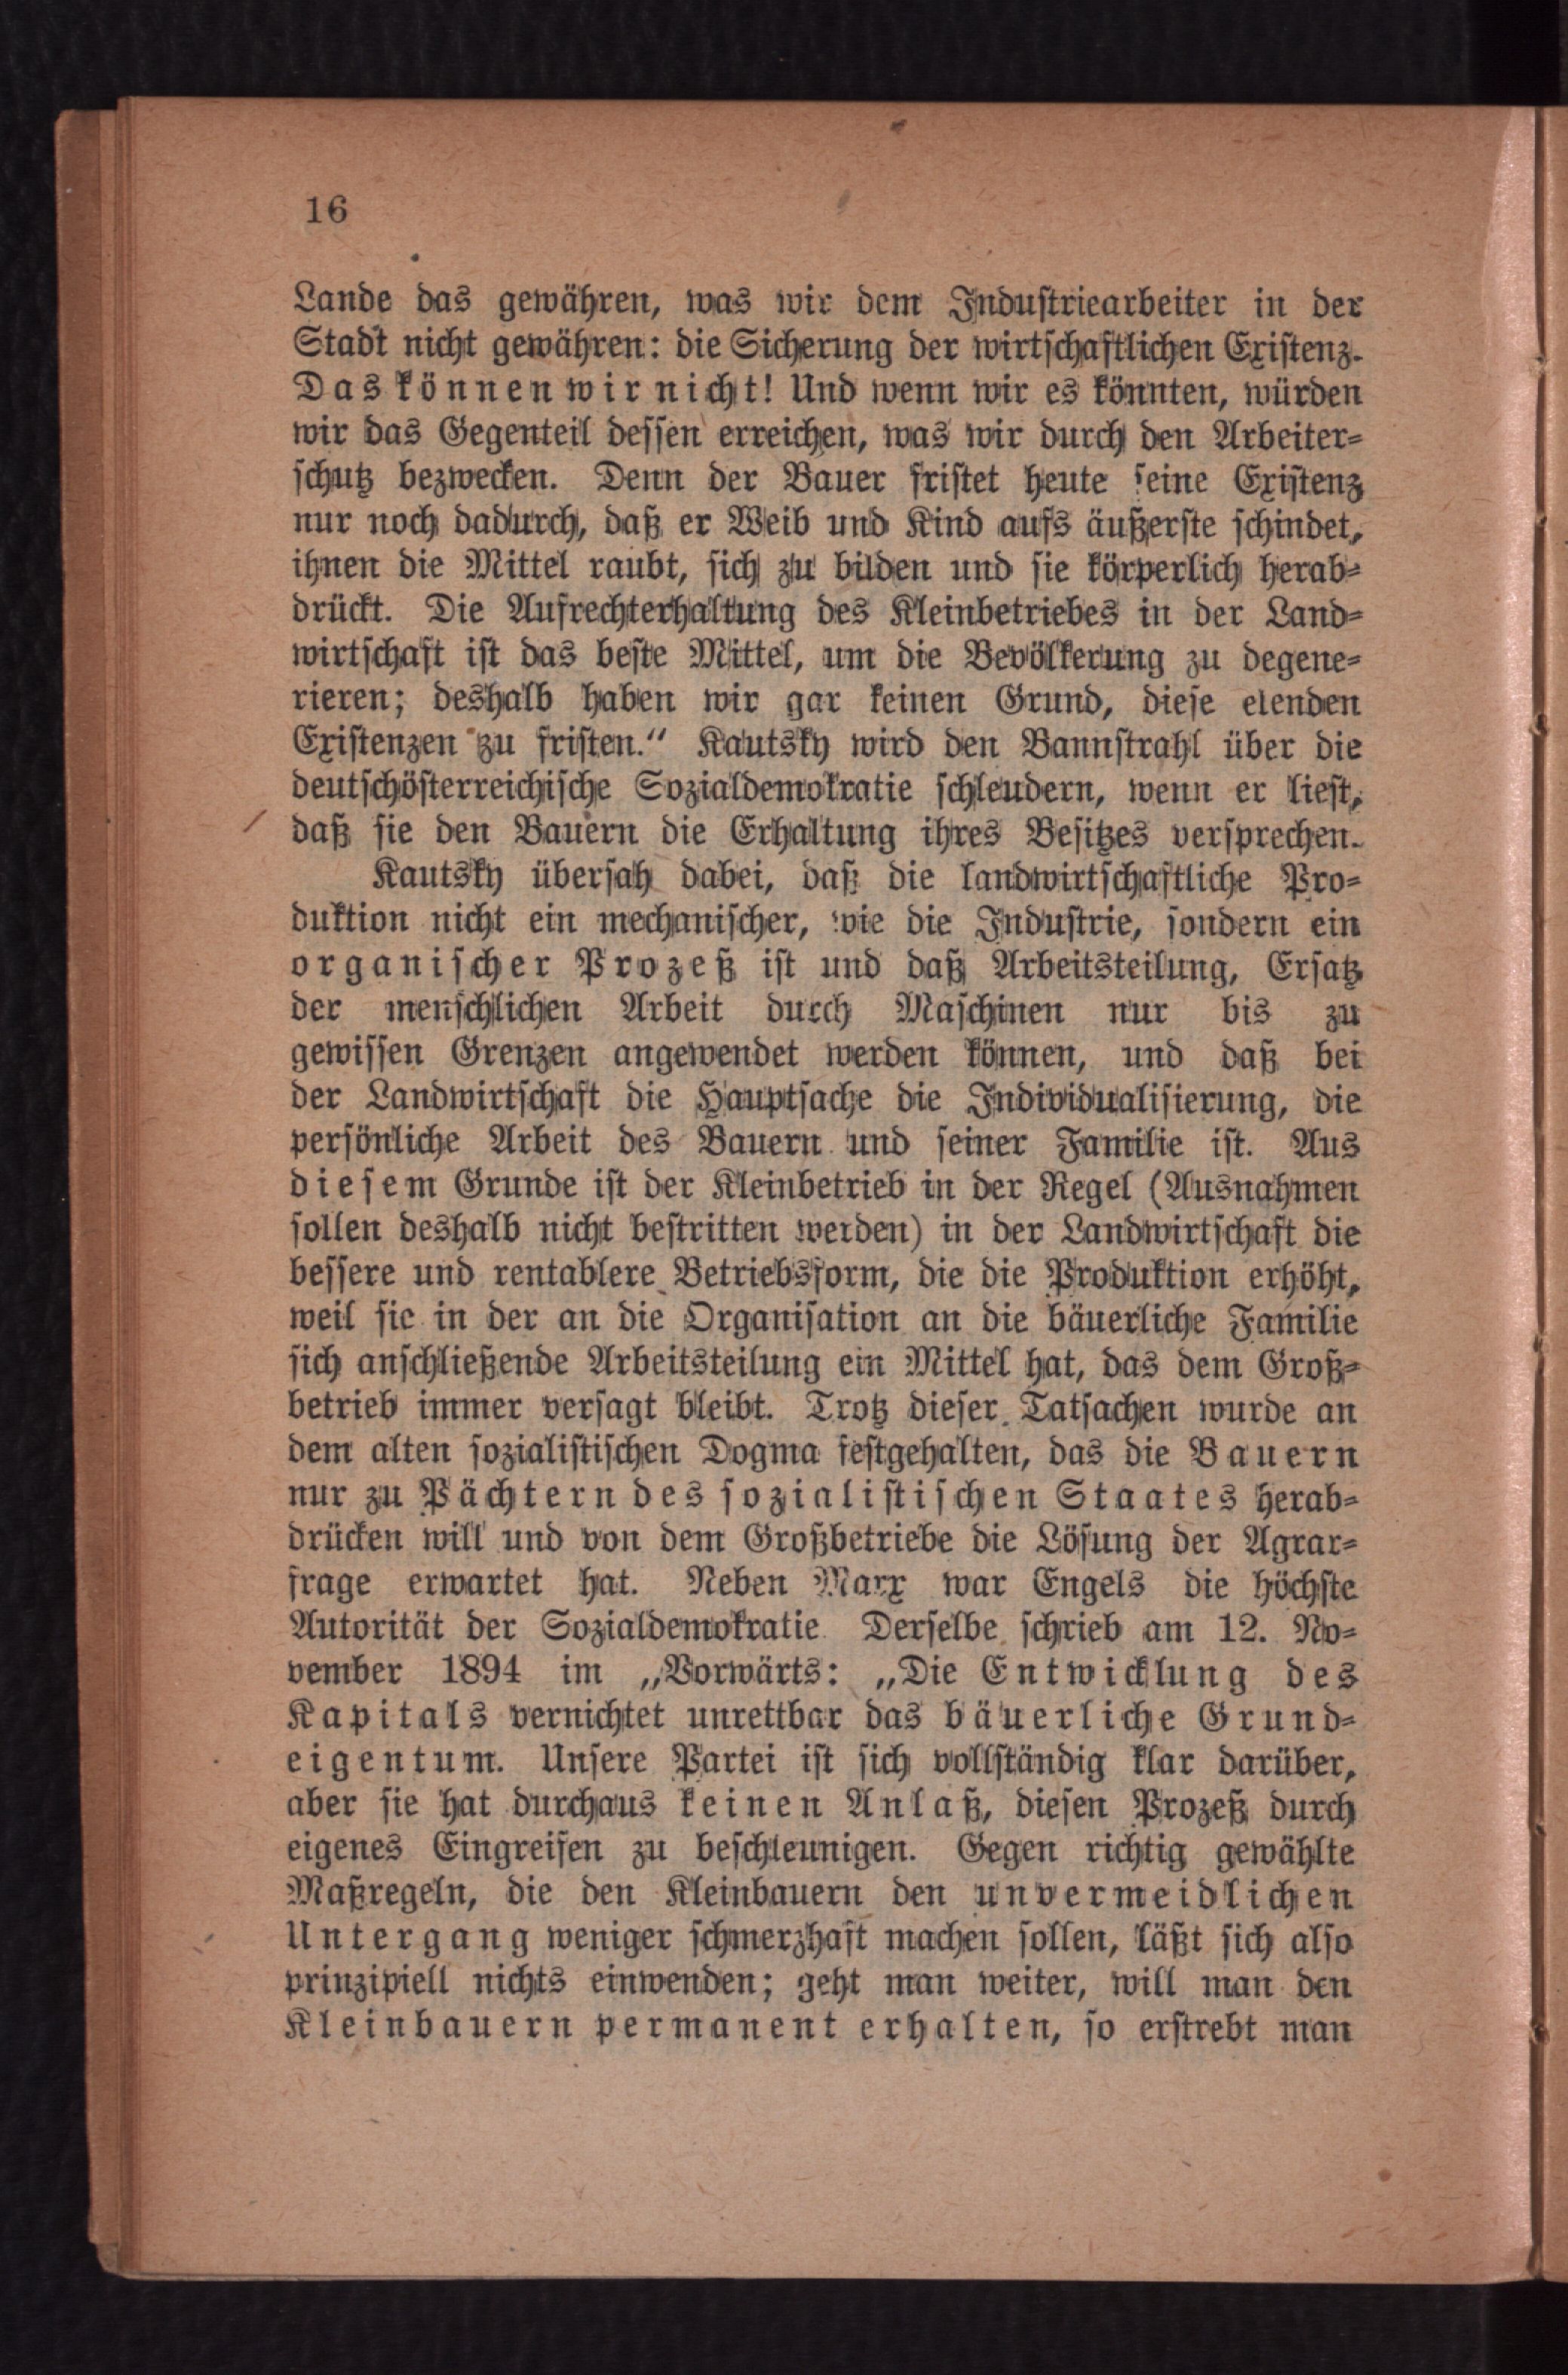 16
Lande das gewähren, was wir dem Industriearbeiter in der
Stadt nicht gewähren: die Sicherung der wirtschaftlichen Existenz.
Das können wir nicht! Und wenn wir es könnten, würden
wir das Gegenteil dessen erreichen, was wir durch den Arbeiter-
schutz bezwecken. Denn der Bauer fristet heute seine Existenz
nur noch dadurch, daß er Weib und Kind aufs äußerste schindet,
ihnen die Mittel raubt, sich zu bilden und sie körperlich herab-
drückt. Die Aufrechterhaltung des Kleinbetriebes in der Land-
wirtschaft ist das beste Mittel, um die Bevölkerung zu degene-
rieren; deshalb haben wir gar keinen Grund, diese elenden
Existenzen zu fristen.“ Kautsky wird den Bannstrahl über die
deutschösterreichische Sozialdemokratie schleudern, wenn er liest,
daß sie den Bauern die Erhaltung ihres Besitzes versprechen.
Kautsky übersah dabei, daß die landwirtschaftliche Pro-
duktion nicht ein mechanischer, wie die Industrie, sondern ein
organischer Prozeß ist und daß Arbeitsteilung, Ersatz
der menschlichen Arbeit durch Maschinen nur bis zu
gewissen Grenzen angewendet werden können, und daß bei
der Landwirtschaft die Hauptsache die Individualisierung, die
persönliche Arbeit des Bauern und seiner Familie ist. Aus
diesem Grunde ist der Kleinbetrieb in der Regel (Ausnahmen
sollen deshalb nicht bestritten werden) in der Landwirtschaft die
bessere und rentablere Betriebsform, die die Produktion erhöht,
weil sie in der an die Organisation an die bäuerliche Familie
sich anschließende Arbeitsteilung ein Mittel hat, das dem Groß-
betrieb immer versagt bleibt. Trotz dieser Tatsachen wurde an
dem alten sozialistischen Dogma festgehalten, das die Bauern
nur zu Pächtern des sozialistischen Staates herab-
drücken will und von dem Großbetriebe die Lösung der Agrar-
frage erwartet hat. Neben Marx war Engels die höchste
Autorität der Sozialdemokratie Derselbe schrieb am 12. No-
vember 1894 im „Vorwärts: „Die Entwicklung des
Kapitals vernichtet unrettbar das bäuerliche Grund-
eigentum. Unsere Partei ist sich vollständig klar darüber,
aber sie hat durchaus keinen Anlaß, diesen Prozeß durch
eigenes Eingreifen zu beschleunigen. Gegen richtig gewählte
Maßregeln, die den Kleinbauern den unvermeidlichen
Untergang weniger schmerzhaft machen sollen, läßt sich also
prinzipiell nichts einwenden; geht man weiter, will man den
Kleinbauern permanent erhalten, so erstrebt man